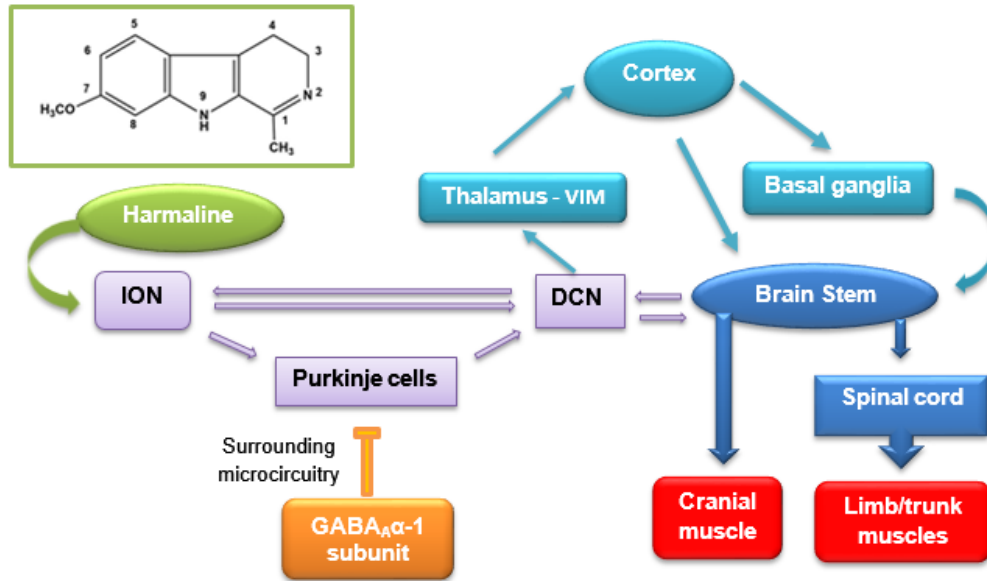 5
4
6
3
7
9
N
2
H₃CO
N
H
8
1
CH₃
Harmaline
Cortex
Thalamus - VIM
Basal ganglia
ION
DCN
Brain Stem
Purkinje cells
Spinal cord
Surrounding
microcircuitry
GABA_Aα-1
subunit
Cranial
muscle
Limb/trunk
muscles